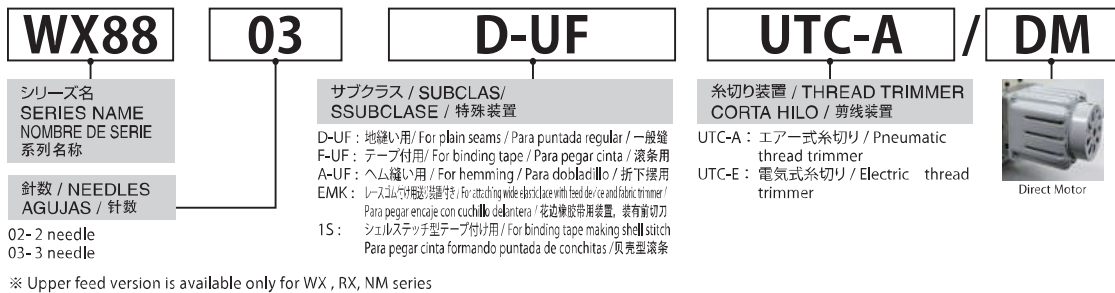 WX88 03 D-UF UTC-A / DM
シリーズ名
SERIES NAME
NOMBRE DE SERIE
系列名称
針数 / NEEDLES
AGUJAS / 针数
02- 2 needle
03- 3 needle
サブクラス / SUBCLAS/
SSUBCLASE / 特殊装置
D-UF : 地縫い用 / For plain seams / Para puntada regular / 一般缝
F-UF : テープ付用/ For binding tape / Para pegar cinta / 滚条用
A-UF : ヘム縫い用 / For hemming / Para dobladillo / 折下摆用
EMK : レースゴム付け用送り装置付き / For attaching wide elastic lace with feed device and fabric trimmer /
Para pegar encaje con cuchillo delantera / 花边橡胶带用装置，装有前切刀
1S : シェルステッチ型テープ付け用 / For binding tape making shell stitch
Para pegar cinta formando puntada de conchitas /贝壳型滚条
糸切り装置 / THREAD TRIMMER
CORTA HILO / 剪线装置
UTC-A : エアー式糸切り / Pneumatic
thread trimmer
UTC-E : 電気式糸切り / Electric thread
trimmer
Direct Motor
※ Upper feed version is available only for WX , RX, NM series